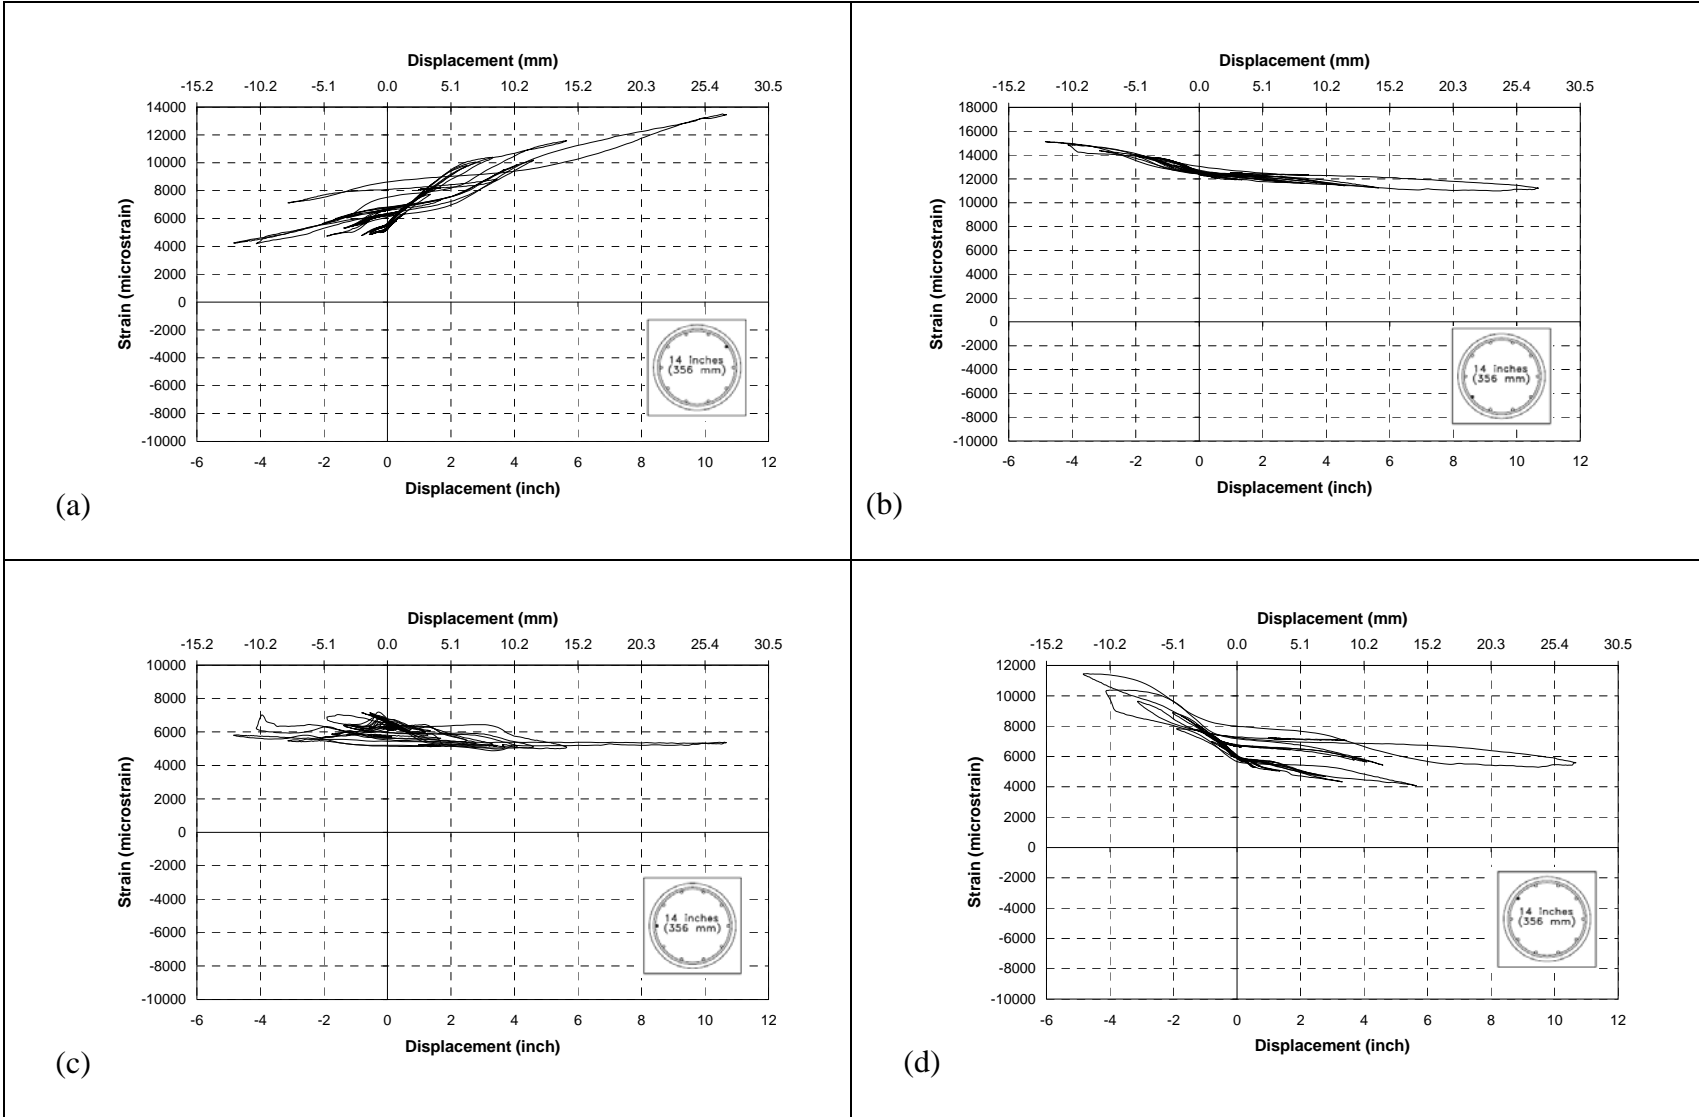 Displacement (mm)
-15.2 -10.2 -5.1 0.0 5.1 10.2 15.2 20.3 25.4 30.5
14000
12000
10000
8000
6000
4000
2000
0
-2000
-4000
-6000
-8000
-10000
Strain (microstrain)
14 inches
(356 mm)
-6 -4 -2 0 2 4 6 8 10 12
Displacement (inch)
(a)
Displacement (mm)
-15.2 -10.2 -5.1 0.0 5.1 10.2 15.2 20.3 25.4 30.5
18000
16000
14000
12000
10000
8000
6000
4000
2000
0
-2000
-4000
-6000
-8000
-10000
Strain (microstrain)
14 inches
(356 mm)
-6 -4 -2 0 2 4 6 8 10 12
Displacement (inch)
(b)
Displacement (mm)
-15.2 -10.2 -5.1 0.0 5.1 10.2 15.2 20.3 25.4 30.5
10000
8000
6000
4000
2000
0
-2000
-4000
-6000
-8000
-10000
Strain (microstrain)
14 inches
(356 mm)
-6 -4 -2 0 2 4 6 8 10 12
Displacement (inch)
(c)
Displacement (mm)
-15.2 -10.2 -5.1 0.0 5.1 10.2 15.2 20.3 25.4 30.5
12000
10000
8000
6000
4000
2000
0
-2000
-4000
-6000
-8000
-10000
Strain (microstrain)
14 inches
(356 mm)
-6 -4 -2 0 2 4 6 8 10 12
Displacement (inch)
(d)